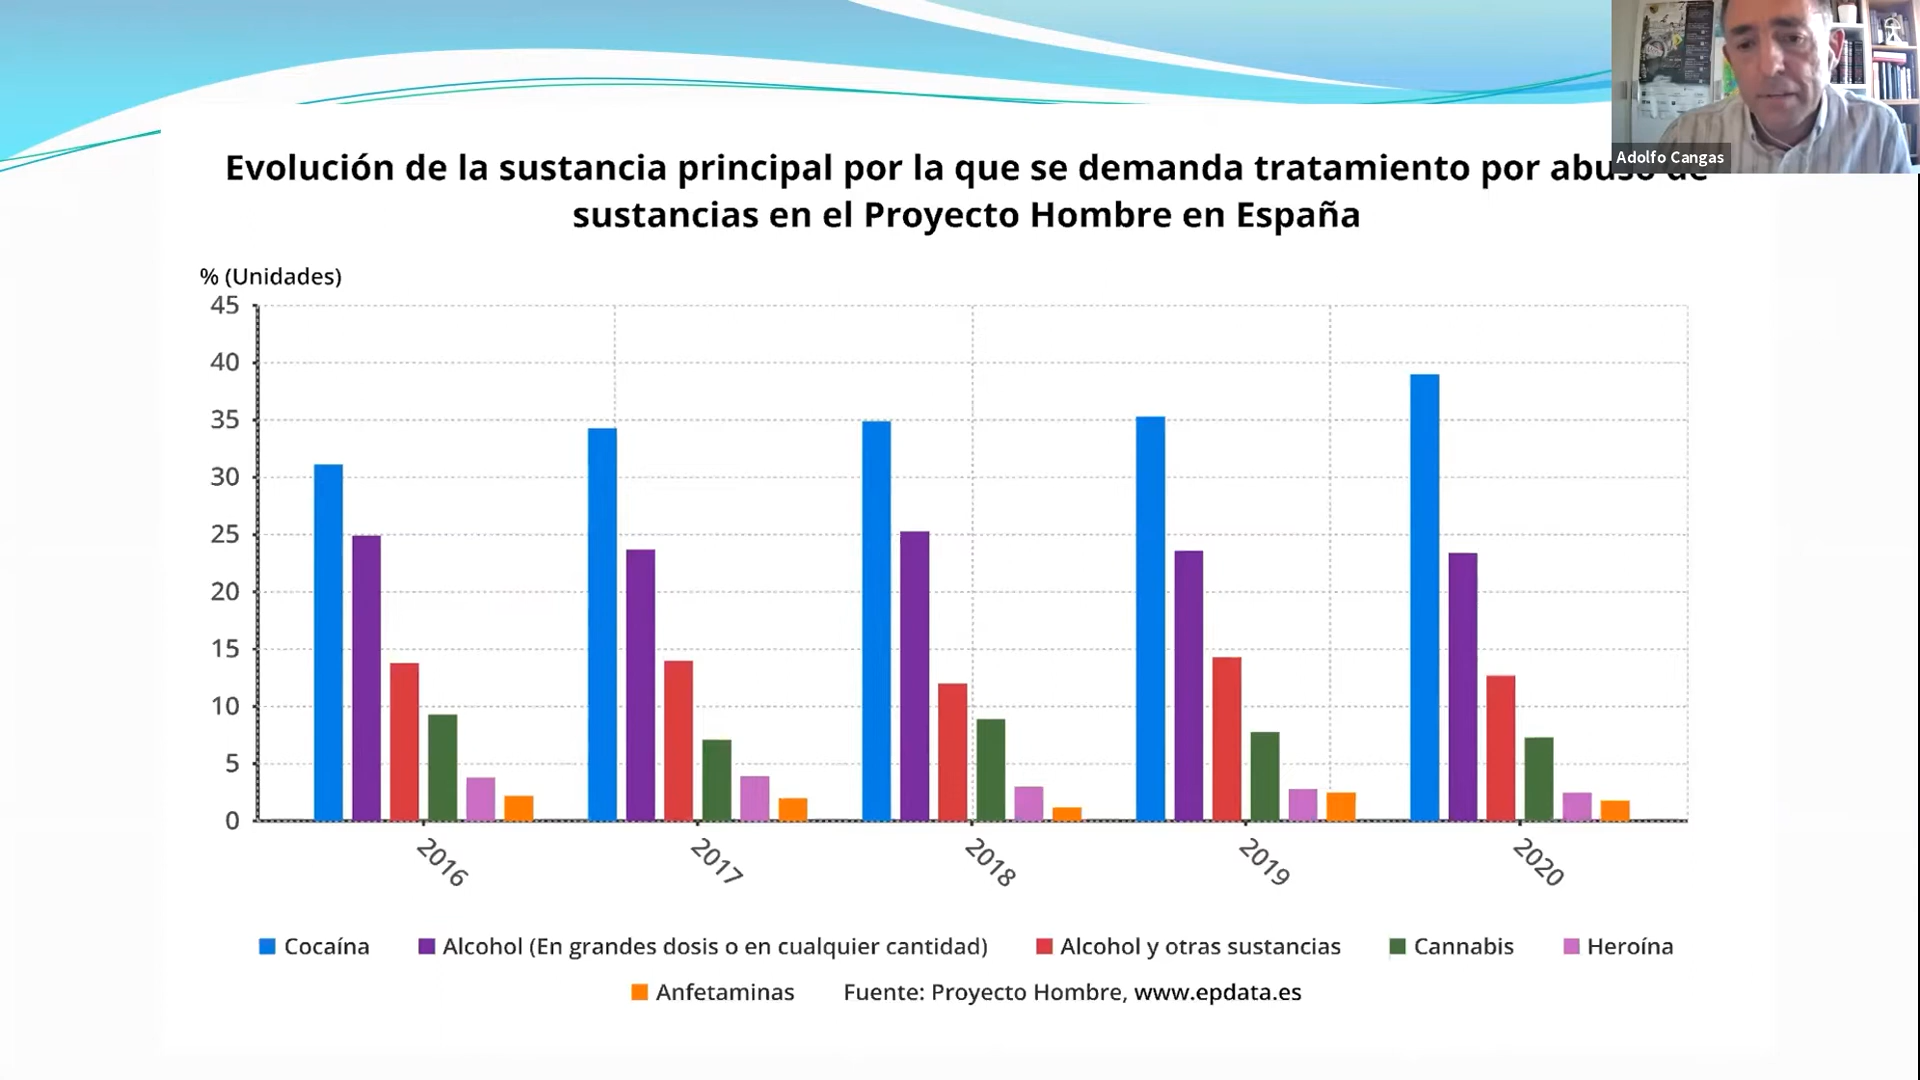 Adolfo Cangas
Evolución de la sustancia principal por la que se demanda tratamiento por abuso de
sustancias en el Proyecto Hombre en España
% (Unidades)
45
40
35
30
25
20
15
10
5
0
2016
2017
2018
2019
2020
Cocaína
Alcohol (En grandes dosis o en cualquier cantidad)
Alcohol y otras sustancias
Cannabis
Heroína
Anfetaminas
Fuente: Proyecto Hombre, www.epdata.es